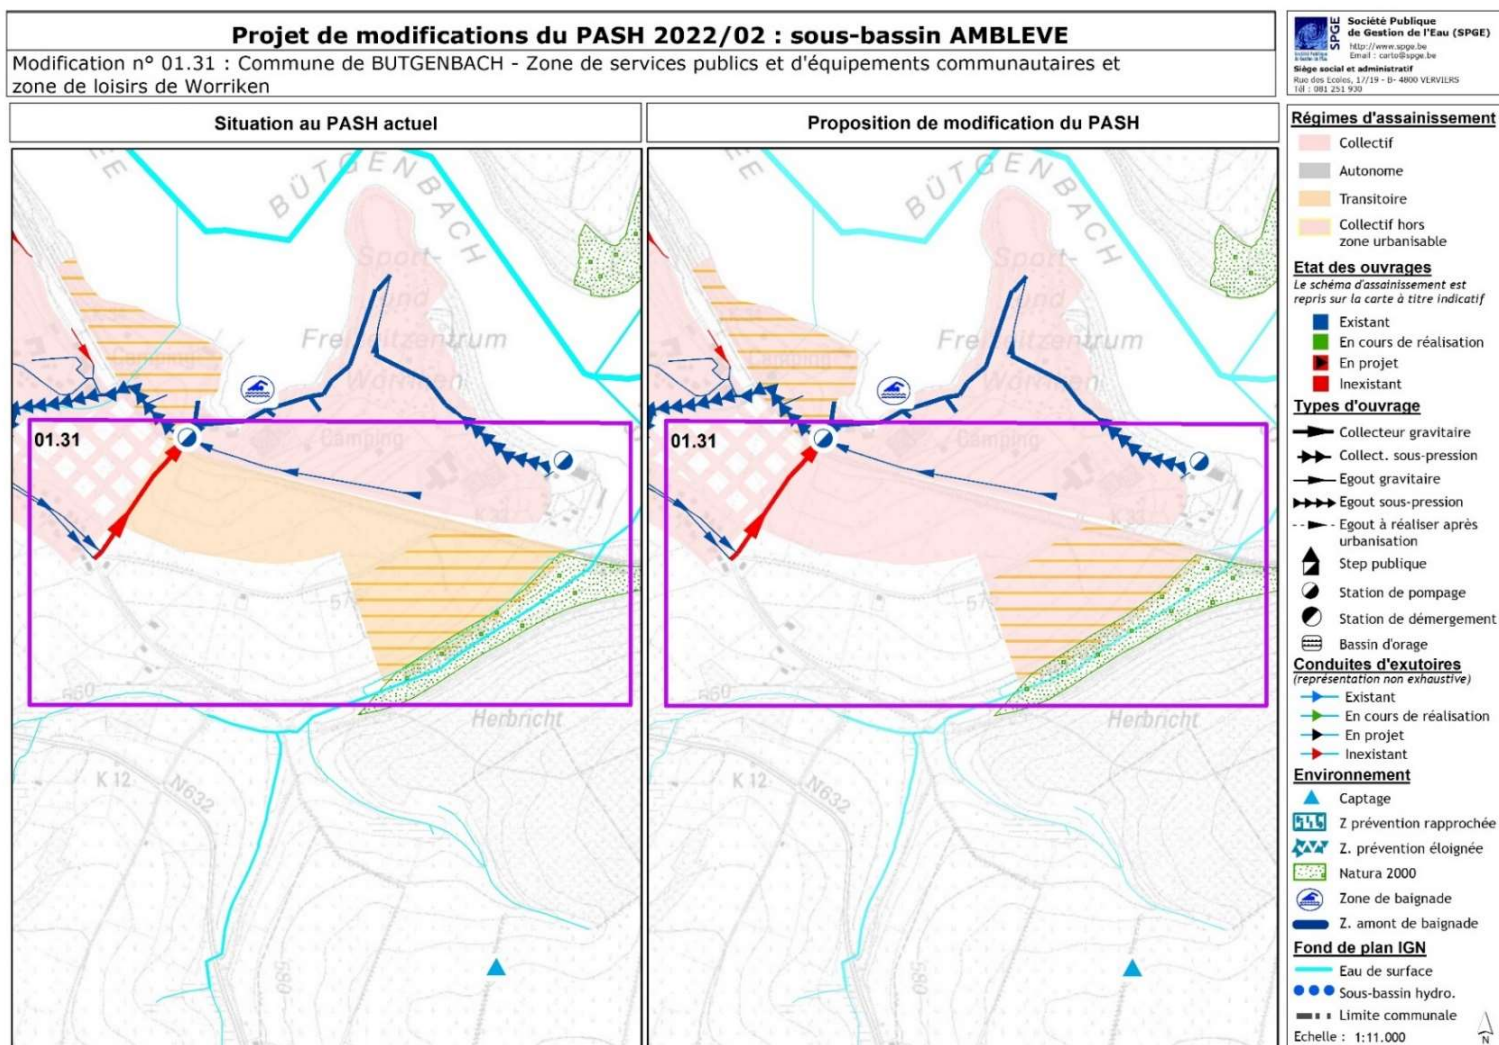 Projet de modifications du PASH 2022/02 : sous-bassin AMBLEVE
Modification n° 01.31 : Commune de BUTGENBACH - Zone de services publics et d'équipements communautaires et
zone de loisirs de Worriken
SPGE
Société Publique
de Gestion de l'Eau (SPGE)
http://www.spge.be
Email : carto@spge.be
Siège social et administratif
Rue des Ecoles, 17/19 - B- 4800 VERVIERS
Tél : 081 251 930
Situation au PASH actuel
Proposition de modification du PASH
BÜTGENBACH
Sport-
und
Freizeitzentrum
Worriken
Camping
Camping
01.31
Herbricht
K 12
N632
560
580
BÜTGENBACH
Sport-
und
Freizeitzentrum
Worriken
Camping
Camping
01.31
Herbricht
K 12
N632
560
580
Régimes d'assainissement
Collectif
Autonome
Transitoire
Collectif hors
zone urbanisable
Etat des ouvrages
Le schéma d'assainissement est
repris sur la carte à titre indicatif
Existant
En cours de réalisation
En projet
Inexistant
Types d'ouvrage
Collecteur gravitaire
Collect. sous-pression
Egout gravitaire
Egout sous-pression
Egout à réaliser après
urbanisation
Step publique
Station de pompage
Station de démergement
Bassin d'orage
Conduites d'exutoires
(représentation non exhaustive)
Existant
En cours de réalisation
En projet
Inexistant
Environnement
Captage
Z prévention rapprochée
Z. prévention éloignée
Natura 2000
Zone de baignade
Z. amont de baignade
Fond de plan IGN
Eau de surface
Sous-bassin hydro.
Limite communale
Echelle : 1:11.000
N